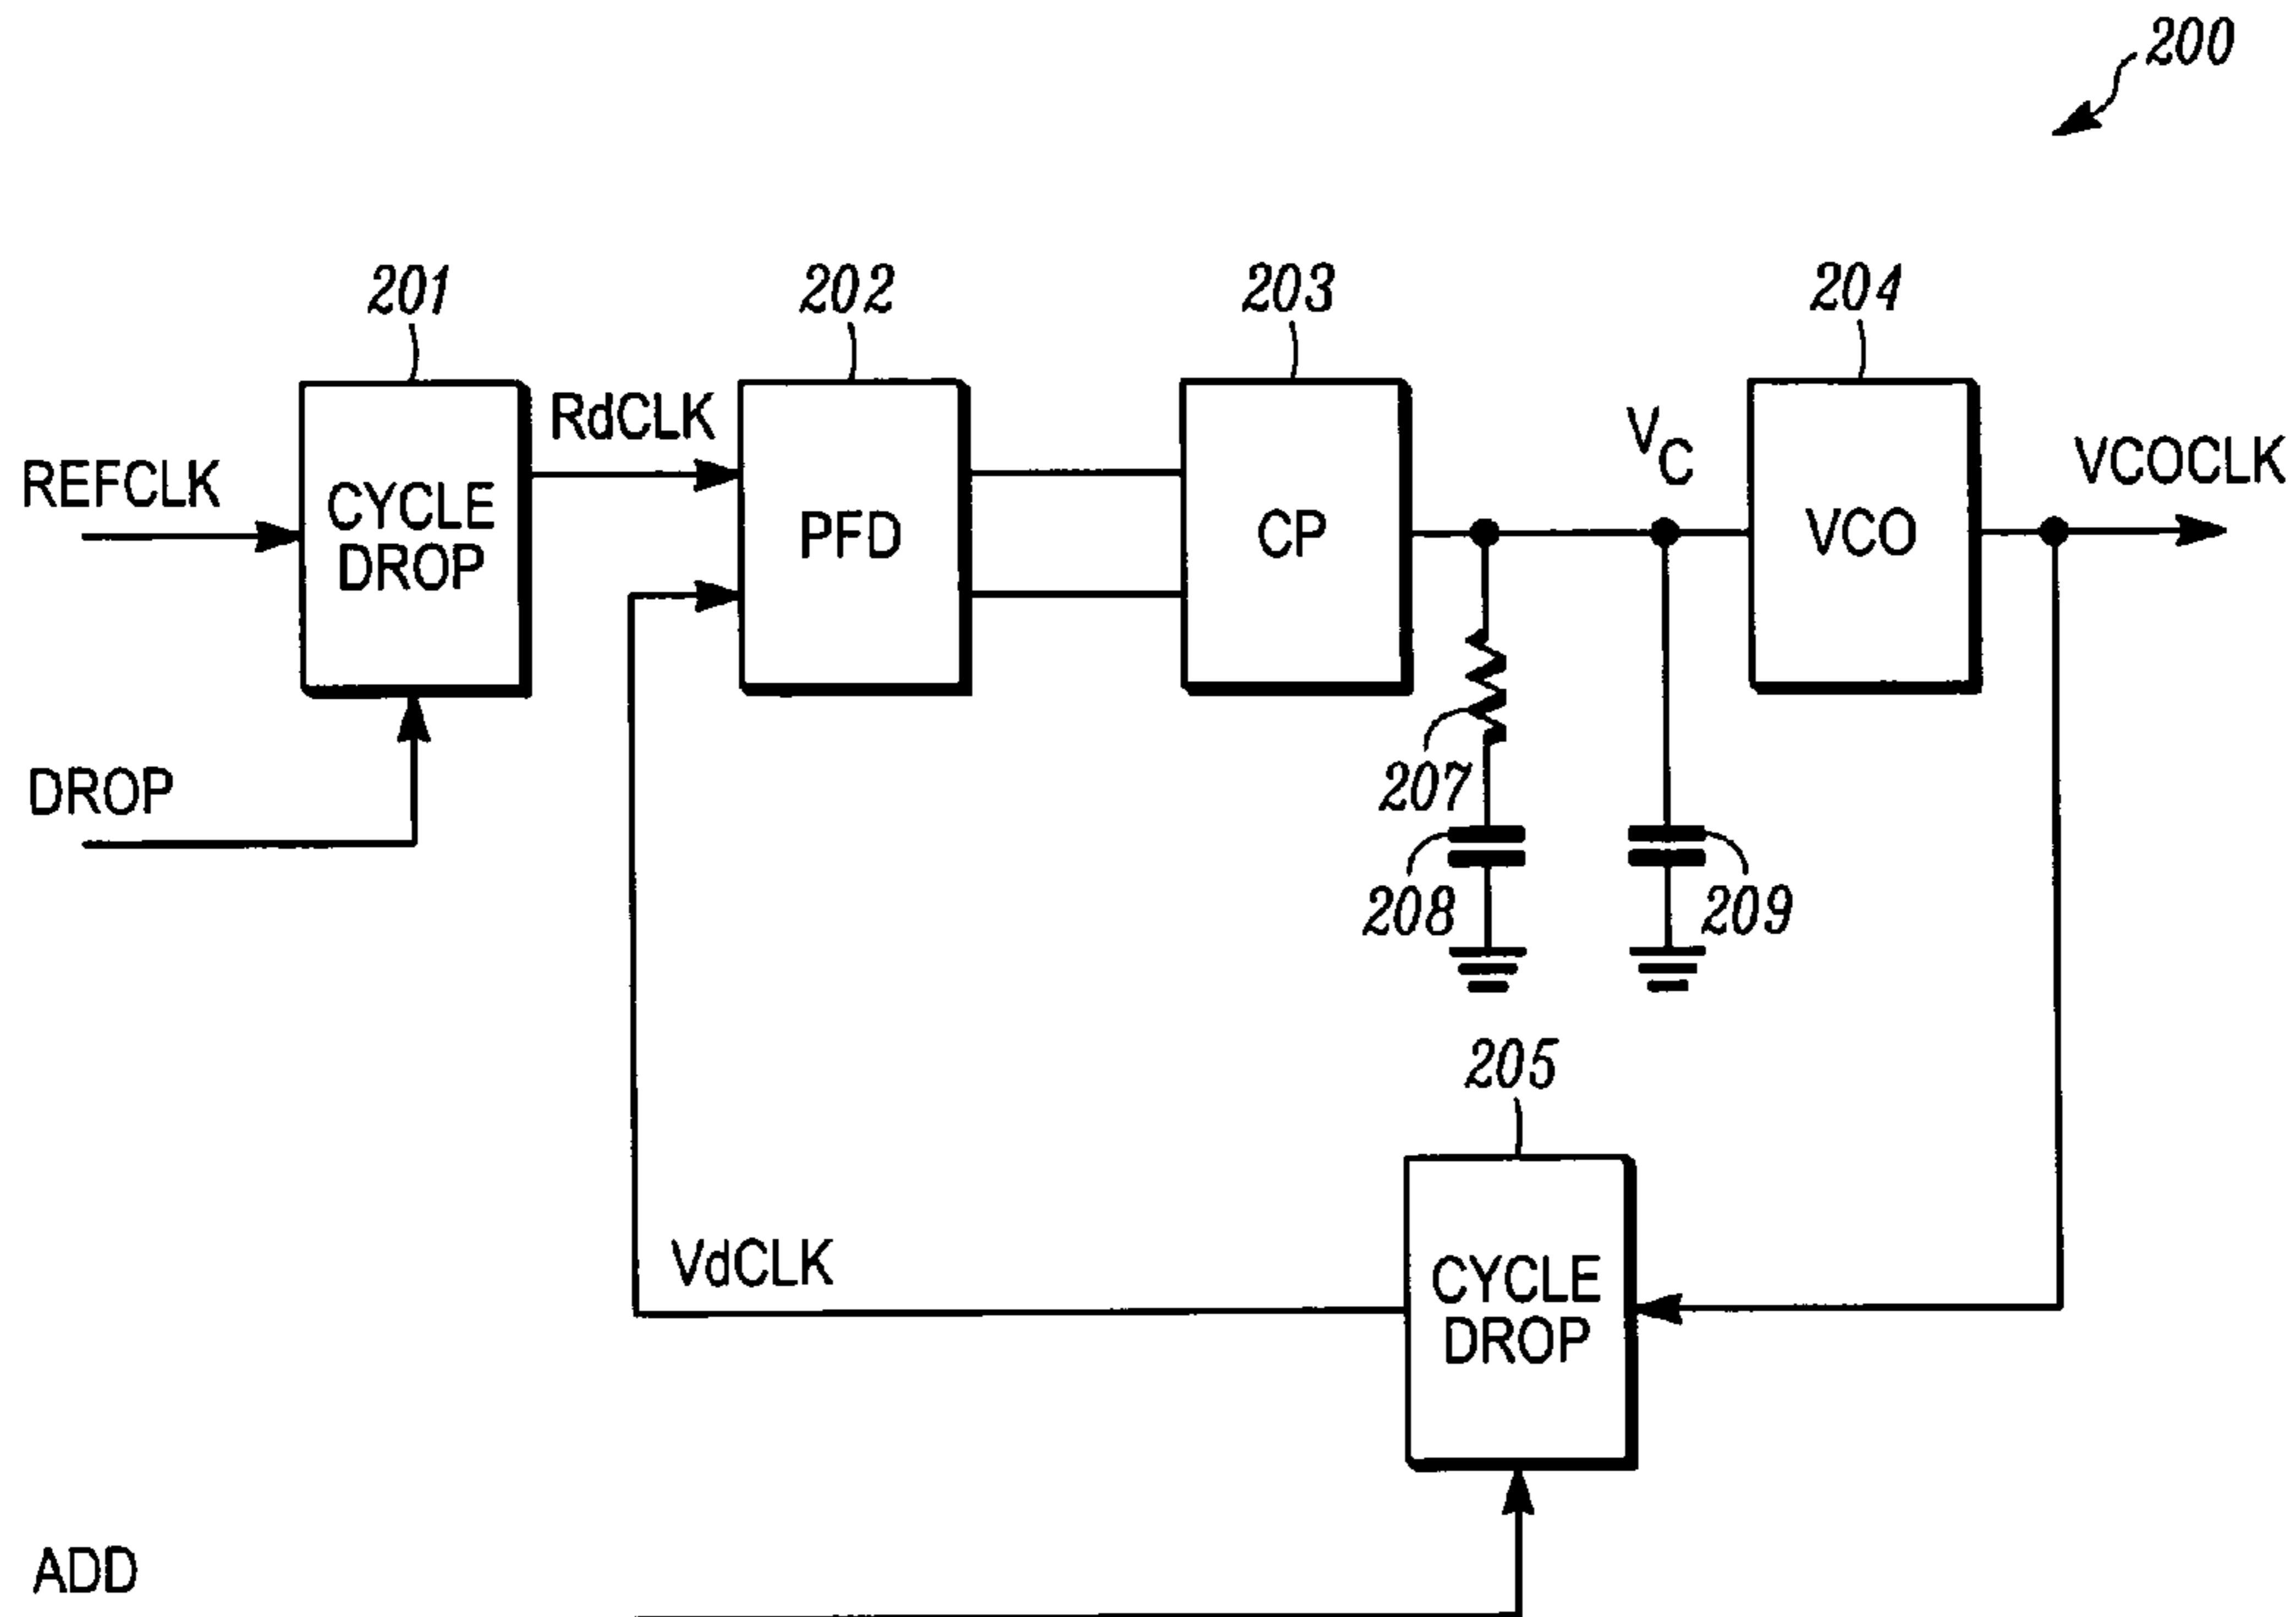 200
201
202
203
204
REFCLK
CYCLE
DROP
RdCLK
PFD
CP
VC
VCO
VCOCLK
DROP
207
208
209
205
VdCLK
CYCLE
DROP
ADD